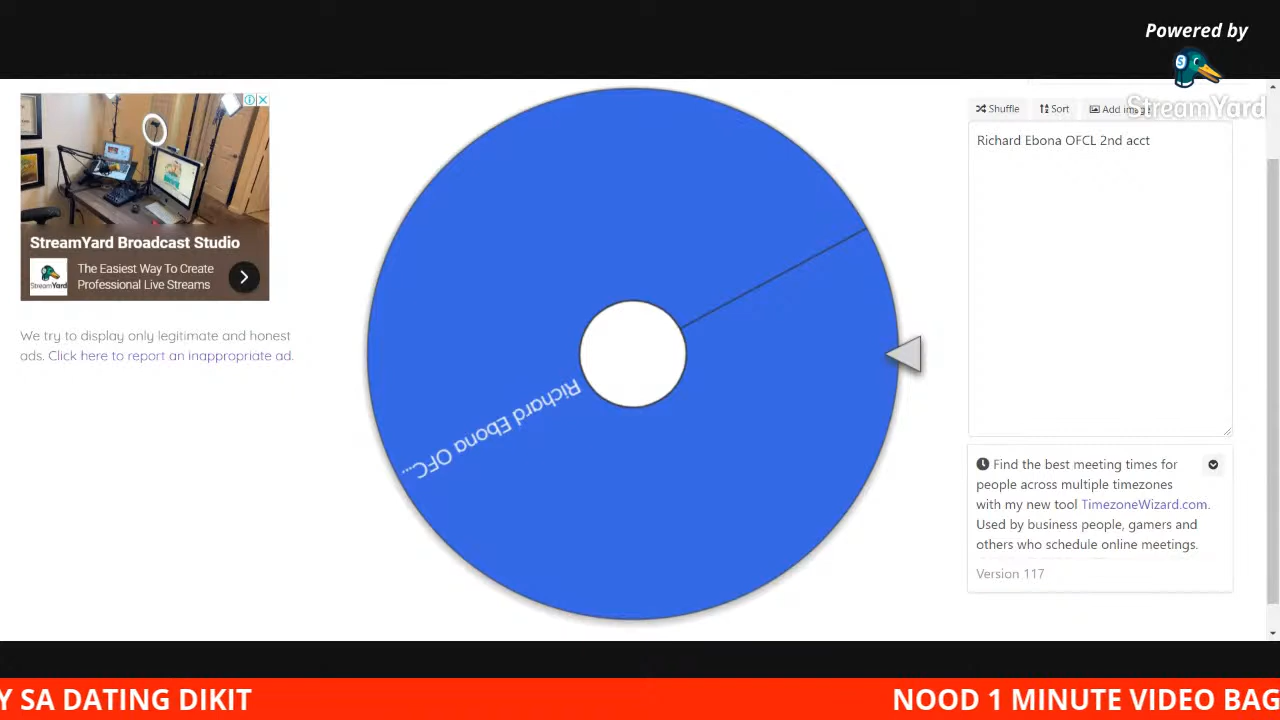 Powered by
StreamYard
StreamYard Broadcast Studio
StreamYard
The Easiest Way To Create
Professional Live Streams
We try to display only legitimate and honest
ads. Click here to report an inappropriate ad.
Richard Ebona OFC...
Shuffle Sort Add image
Richard Ebona OFCL 2nd acct
Find the best meeting times for
people across multiple timezones
with my new tool TimezoneWizard.com.
Used by business people, gamers and
others who schedule online meetings.
Version 117
Y SA DATING DIKIT
NOOD 1 MINUTE VIDEO BAG